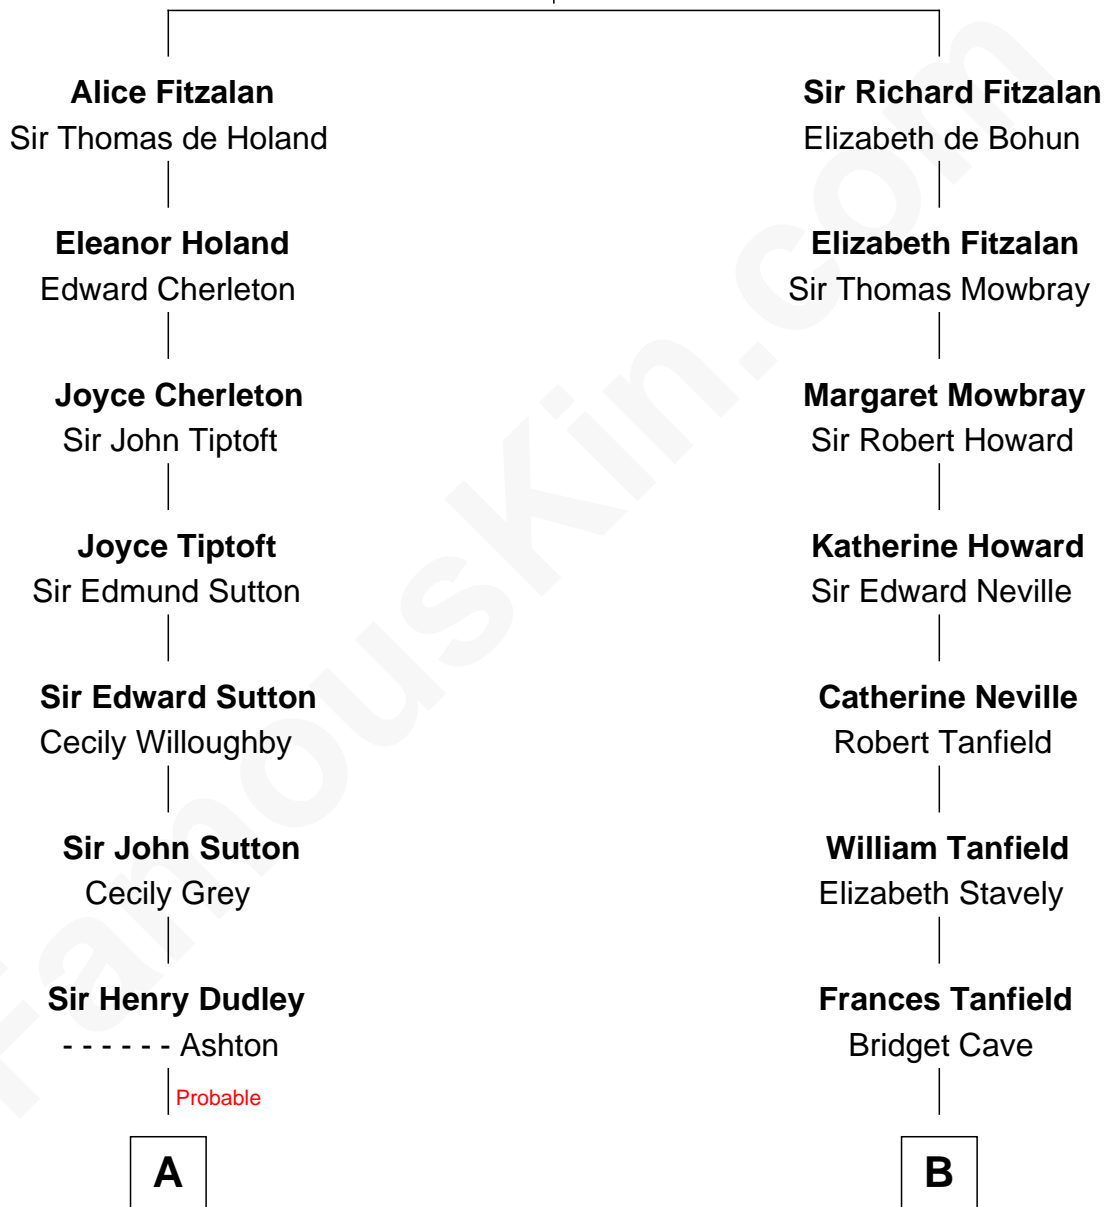 Alice Fitzalan
Sir Thomas de Holand
Eleanor Holand
Edward Cherleton
Joyce Cherleton
Sir John Tiptoft
Joyce Tiptoft
Sir Edmund Sutton
Sir Edward Sutton
Cecily Willoughby
Sir John Sutton
Cecily Grey
Sir Henry Dudley
- - - - - - Ashton
Probable
A
Sir Richard Fitzalan
Elizabeth de Bohun
Elizabeth Fitzalan
Sir Thomas Mowbray
Margaret Mowbray
Sir Robert Howard
Katherine Howard
Sir Edward Neville
Catherine Neville
Robert Tanfield
William Tanfield
Elizabeth Stavely
Frances Tanfield
Bridget Cave
B
FamousKin.com